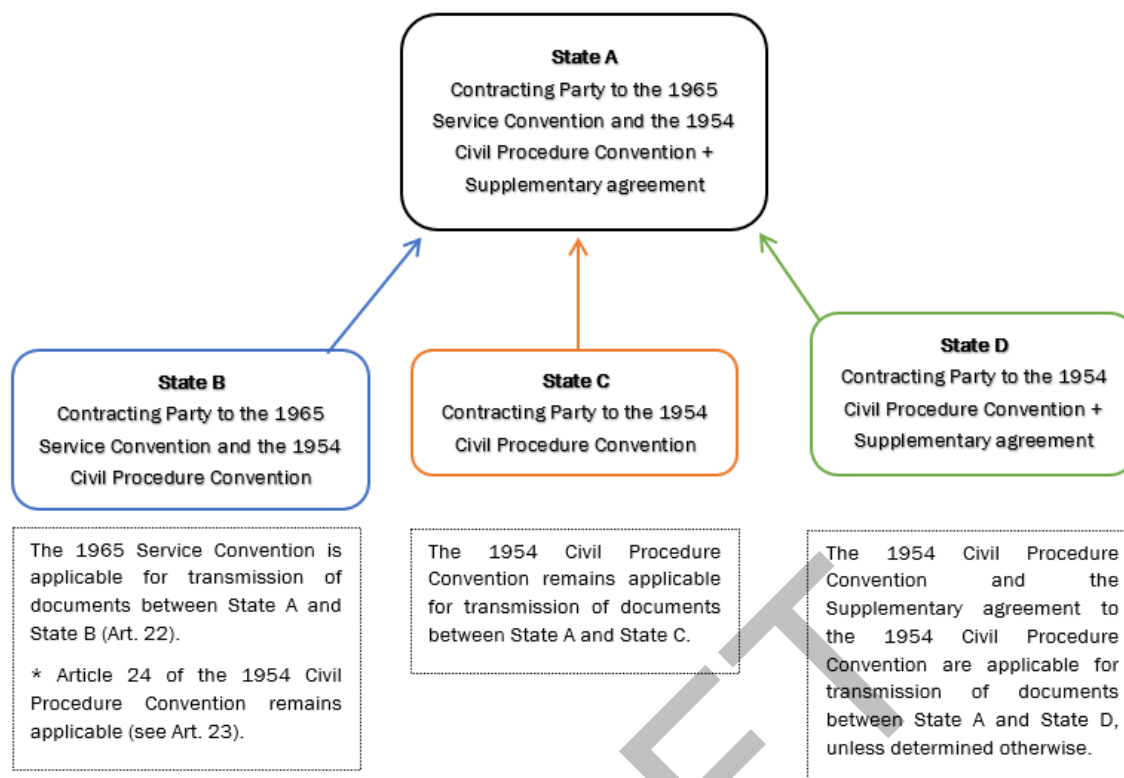 State A
Contracting Party to the 1965
Service Convention and the 1954
Civil Procedure Convention +
Supplementary agreement
State B
Contracting Party to the 1965
Service Convention and the 1954
Civil Procedure Convention
State C
Contracting Party to the 1954
Civil Procedure Convention
State D
Contracting Party to the 1954
Civil Procedure Convention +
Supplementary agreement
The 1965 Service Convention is
applicable for transmission of
documents between State A and
State B (Art. 22).
* Article 24 of the 1954 Civil
Procedure Convention remains
applicable (see Art. 23).
The 1954 Civil Procedure
Convention remains applicable
for transmission of documents
between State A and State C.
The 1954 Civil Procedure
Convention and the
Supplementary agreement to
the 1954 Civil Procedure
Convention are applicable for
transmission of documents
between State A and State D,
unless determined otherwise.